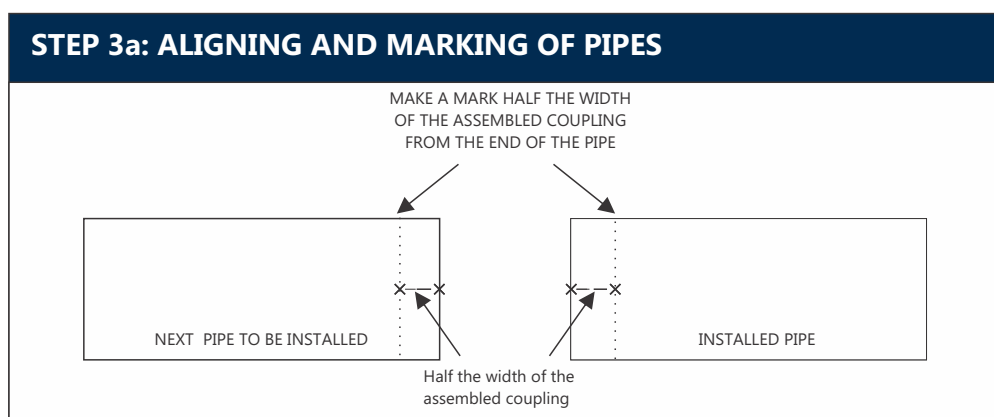 STEP 3a: ALIGNING AND MARKING OF PIPES
MAKE A MARK HALF THE WIDTH
OF THE ASSEMBLED COUPLING
FROM THE END OF THE PIPE
NEXT PIPE TO BE INSTALLED
INSTALLED PIPE
Half the width of the
assembled coupling